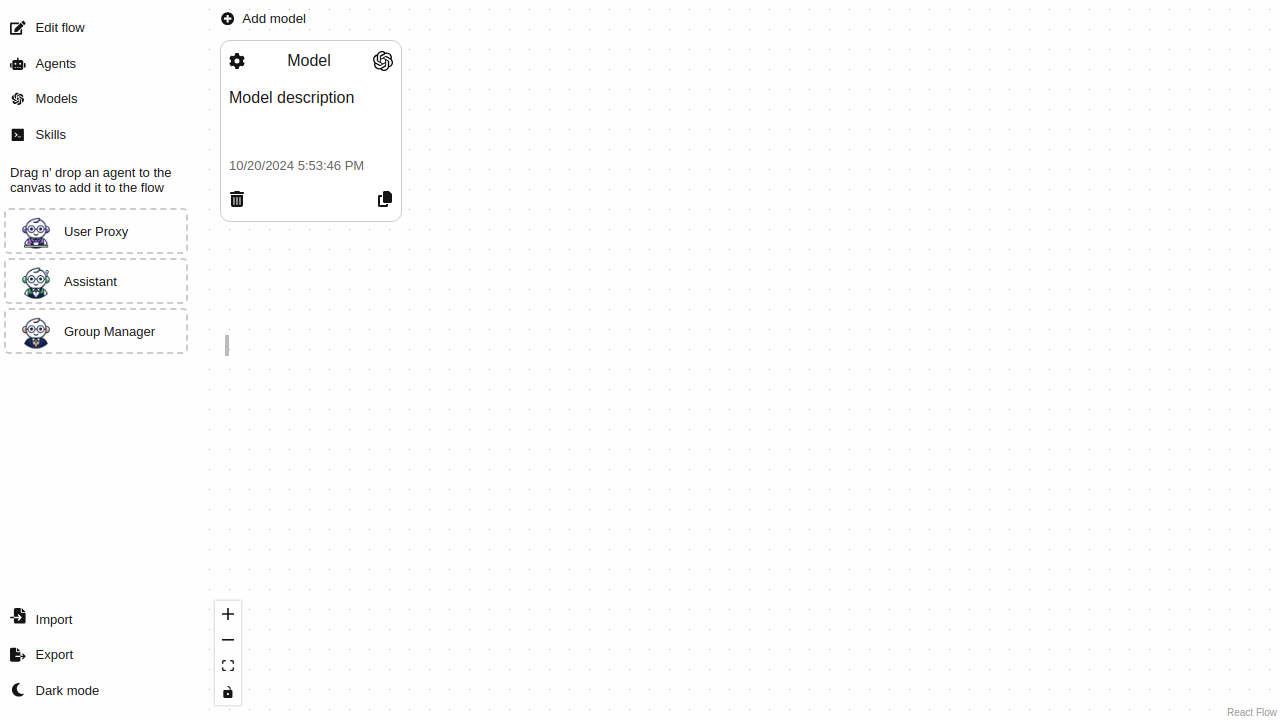 Edit flow
Agents
Models
Skills
Drag n' drop an agent to the
canvas to add it to the flow
User Proxy
Assistant
Group Manager
Import
Export
Dark mode
Add model
Model
Model description
10/20/2024 5:53:46 PM
React Flow